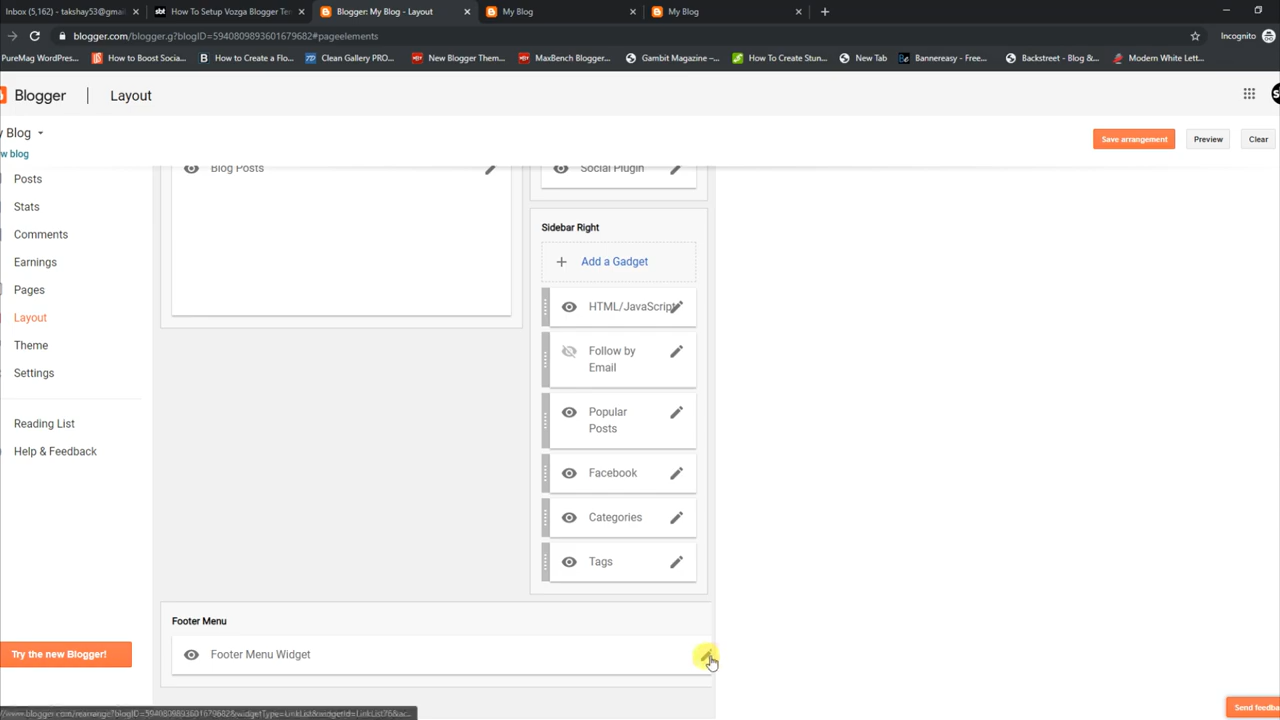 Inbox (5,162) - takshay53@gmai
How To Setup Vozga Blogger Te
Blogger: My Blog - Layout
My Blog
My Blog
blogger.com/blogger.g?blogID=5940809893601679682#pageelements
Incognito
PureMag WordPres...
How to Boost Socia...
How to Create a Flo...
Clean Gallery PRO...
New Blogger Them...
MaxBench Blogger...
Gambit Magazine –...
How To Create Stun...
New Tab
Bannereasy - Free...
Backstreet - Blog &...
Modern White Lett...
Blogger
Layout
y Blog
w blog
Save arrangement
Preview
Clear
Posts
Stats
Comments
Earnings
Pages
Layout
Theme
Settings
Reading List
Help & Feedback
Try the new Blogger!
Blog Posts
Social Plugin
Sidebar Right
Add a Gadget
HTML/JavaScript
Follow by
Email
Popular
Posts
Facebook
Categories
Tags
Footer Menu
Footer Menu Widget
Send feedba